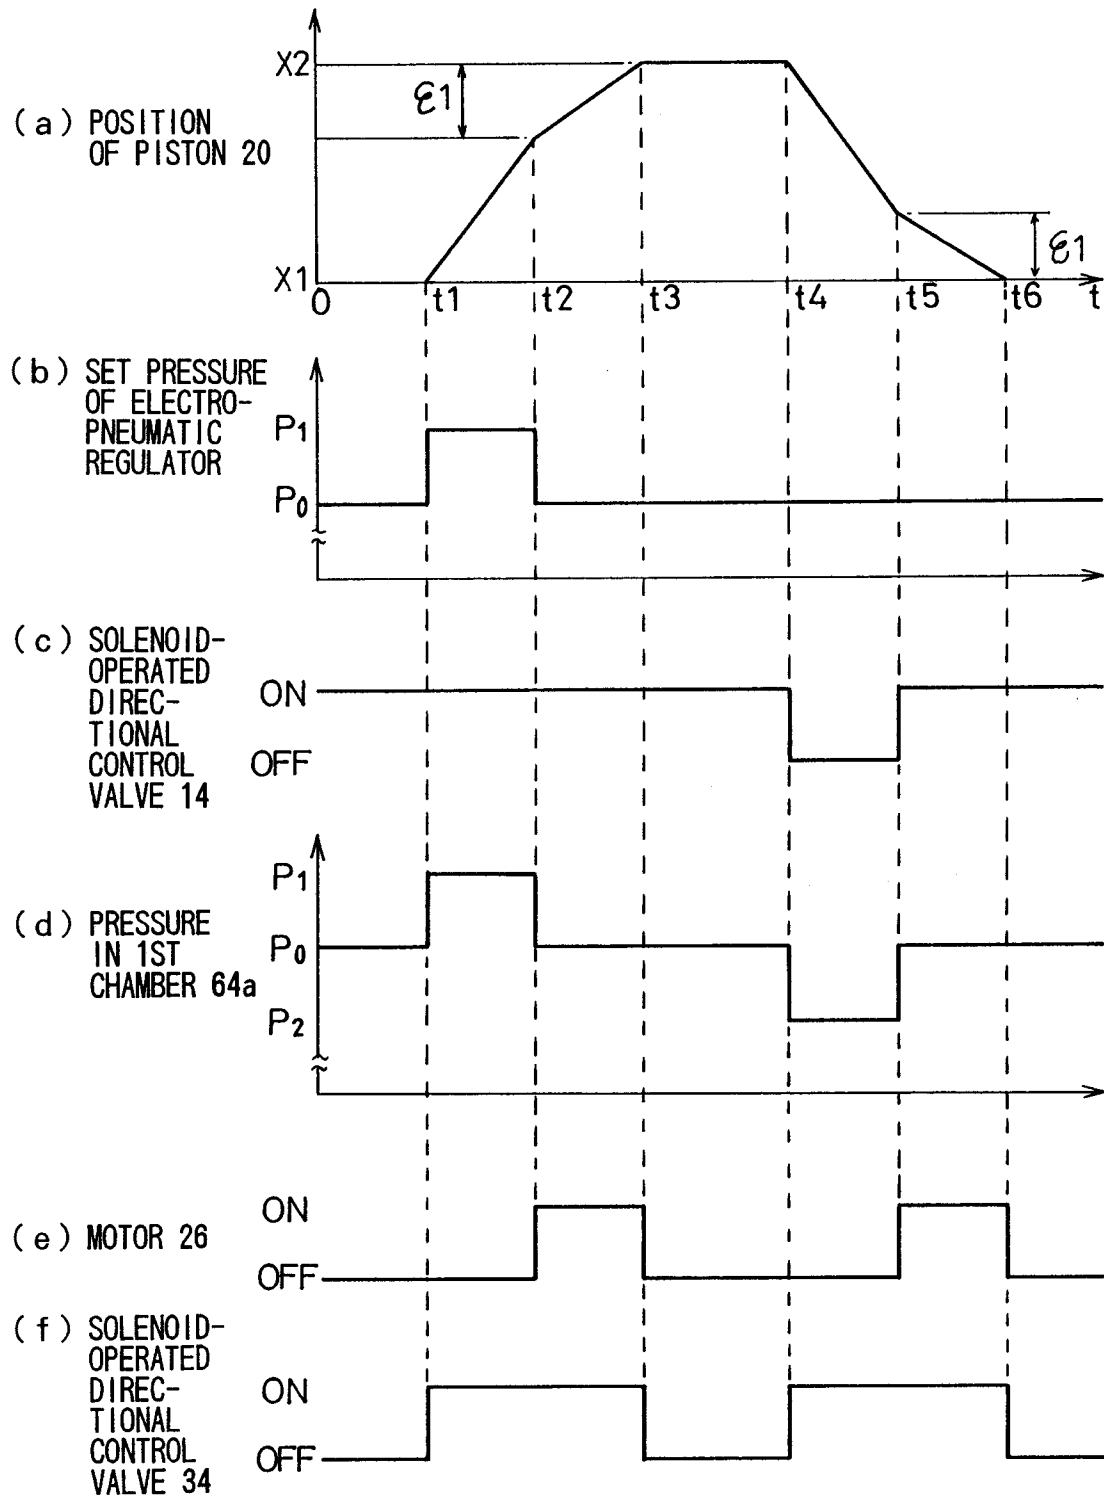 X2
ℰ1
(a) POSITION
OF PISTON 20
ℰ1
X1
0 t1 t2 t3 t4 t5 t6 t
(b) SET PRESSURE
OF ELECTRO-
PNEUMATIC
REGULATOR
P1
P0
(c) SOLENOID-
OPERATED
DIREC-
TIONAL
CONTROL
VALVE 14
ON
OFF
(d) PRESSURE
IN 1ST
CHAMBER 64a
P1
P0
P2
(e) MOTOR 26
ON
OFF
(f) SOLENOID-
OPERATED
DIREC-
TIONAL
CONTROL
VALVE 34
ON
OFF